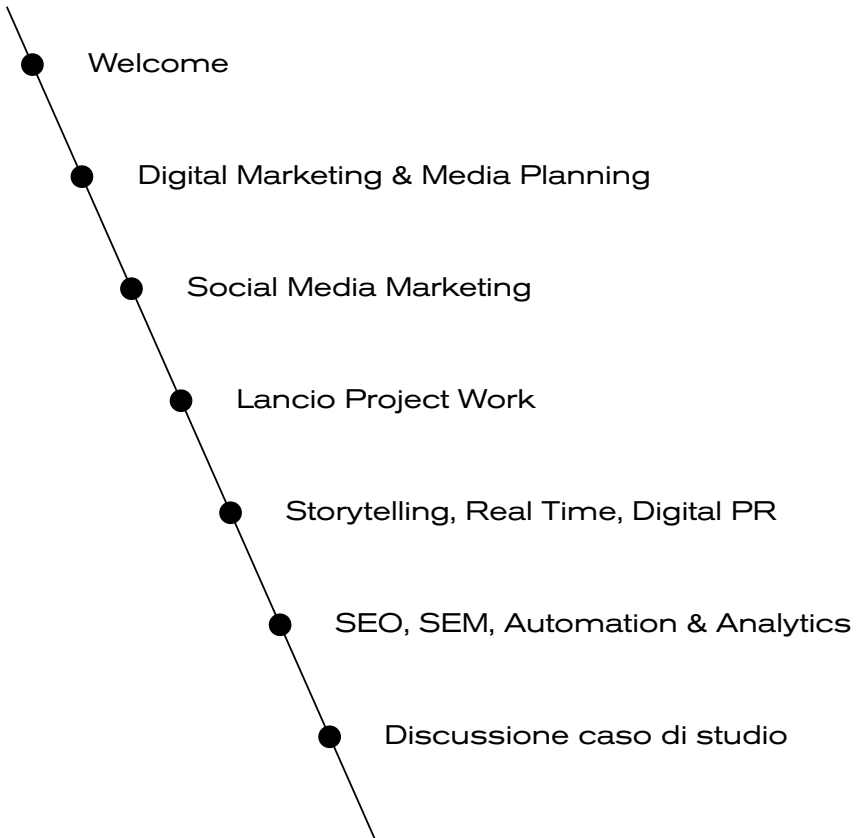 Welcome
Digital Marketing & Media Planning
Social Media Marketing
Lancio Project Work
Storytelling, Real Time, Digital PR
SEO, SEM, Automation & Analytics
Discussione caso di studio